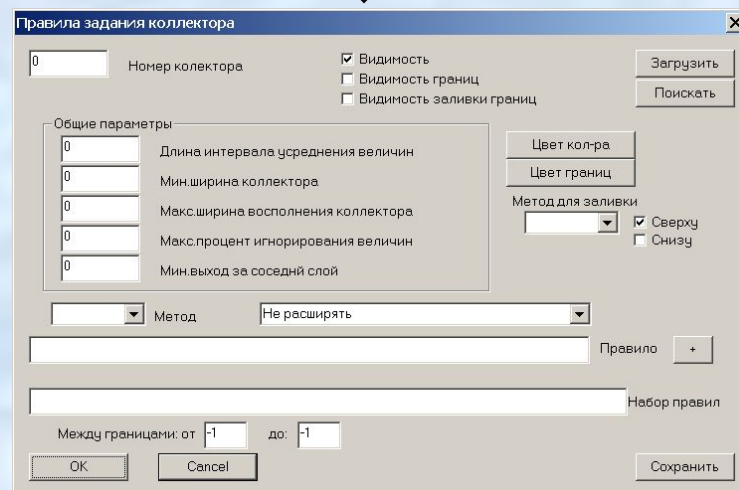 Правила задания коллектора
0 Номер колектора
Видимость
Видимость границ
Видимость заливки границ
Загрузить
Поискать
Общие параметры
0 Длина интервала усреднения величин
0 Мин.ширина коллектора
0 Макс.ширина восполнения коллектора
0 Макс.процент игнорирования величин
0 Мин.выход за соседнй слой
Цвет кол-ра
Цвет границ
Метод для заливки
Сверху
Снизу
Метод Не расширять
Правило +
Набор правил
Между границами: от -1 до: -1
OK Cancel Сохранить